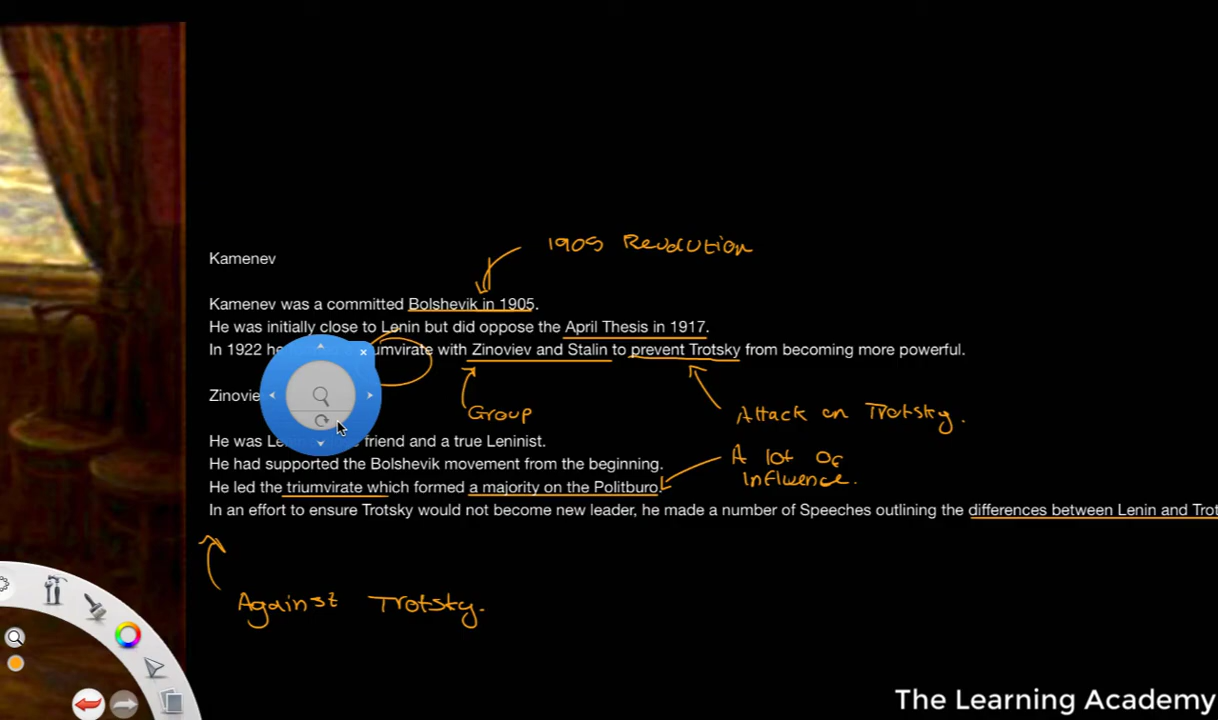 1905 Revolution
Kamenev
Kamenev was a committed Bolshevik in 1905.
He was initially close to Lenin but did oppose the April Thesis in 1917.
In 1922 he umvirate with Zinoviev and Stalin to prevent Trotsky from becoming more powerful.
Zinovie
Group
Attack on Trotsky.
He was friend and a true Leninist.
He had supported the Bolshevik movement from the beginning.
A lot of
influence.
He led the triumvirate which formed a majority on the Politburo.
In an effort to ensure Trotsky would not become new leader, he made a number of Speeches outlining the differences between Lenin and Trot
Against Trotsky.
The Learning Academy